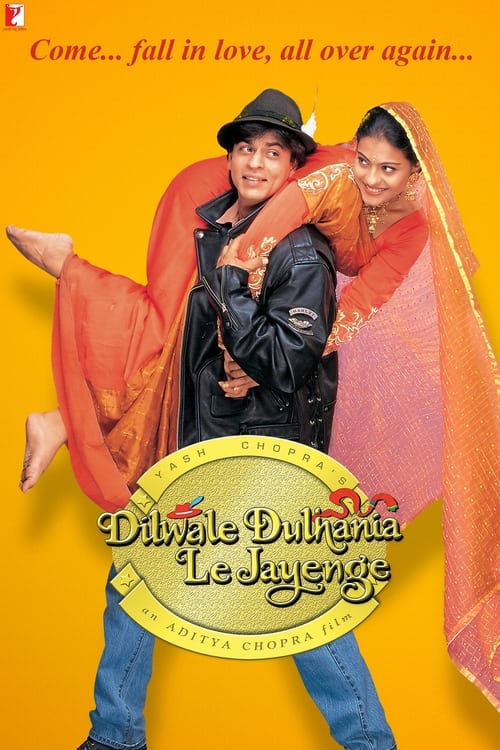 Come... fall in love, all over again...
YASH CHOPRA'S
Dilwale Dulhania
Le Jayenge
an ADITYA CHOPRA film